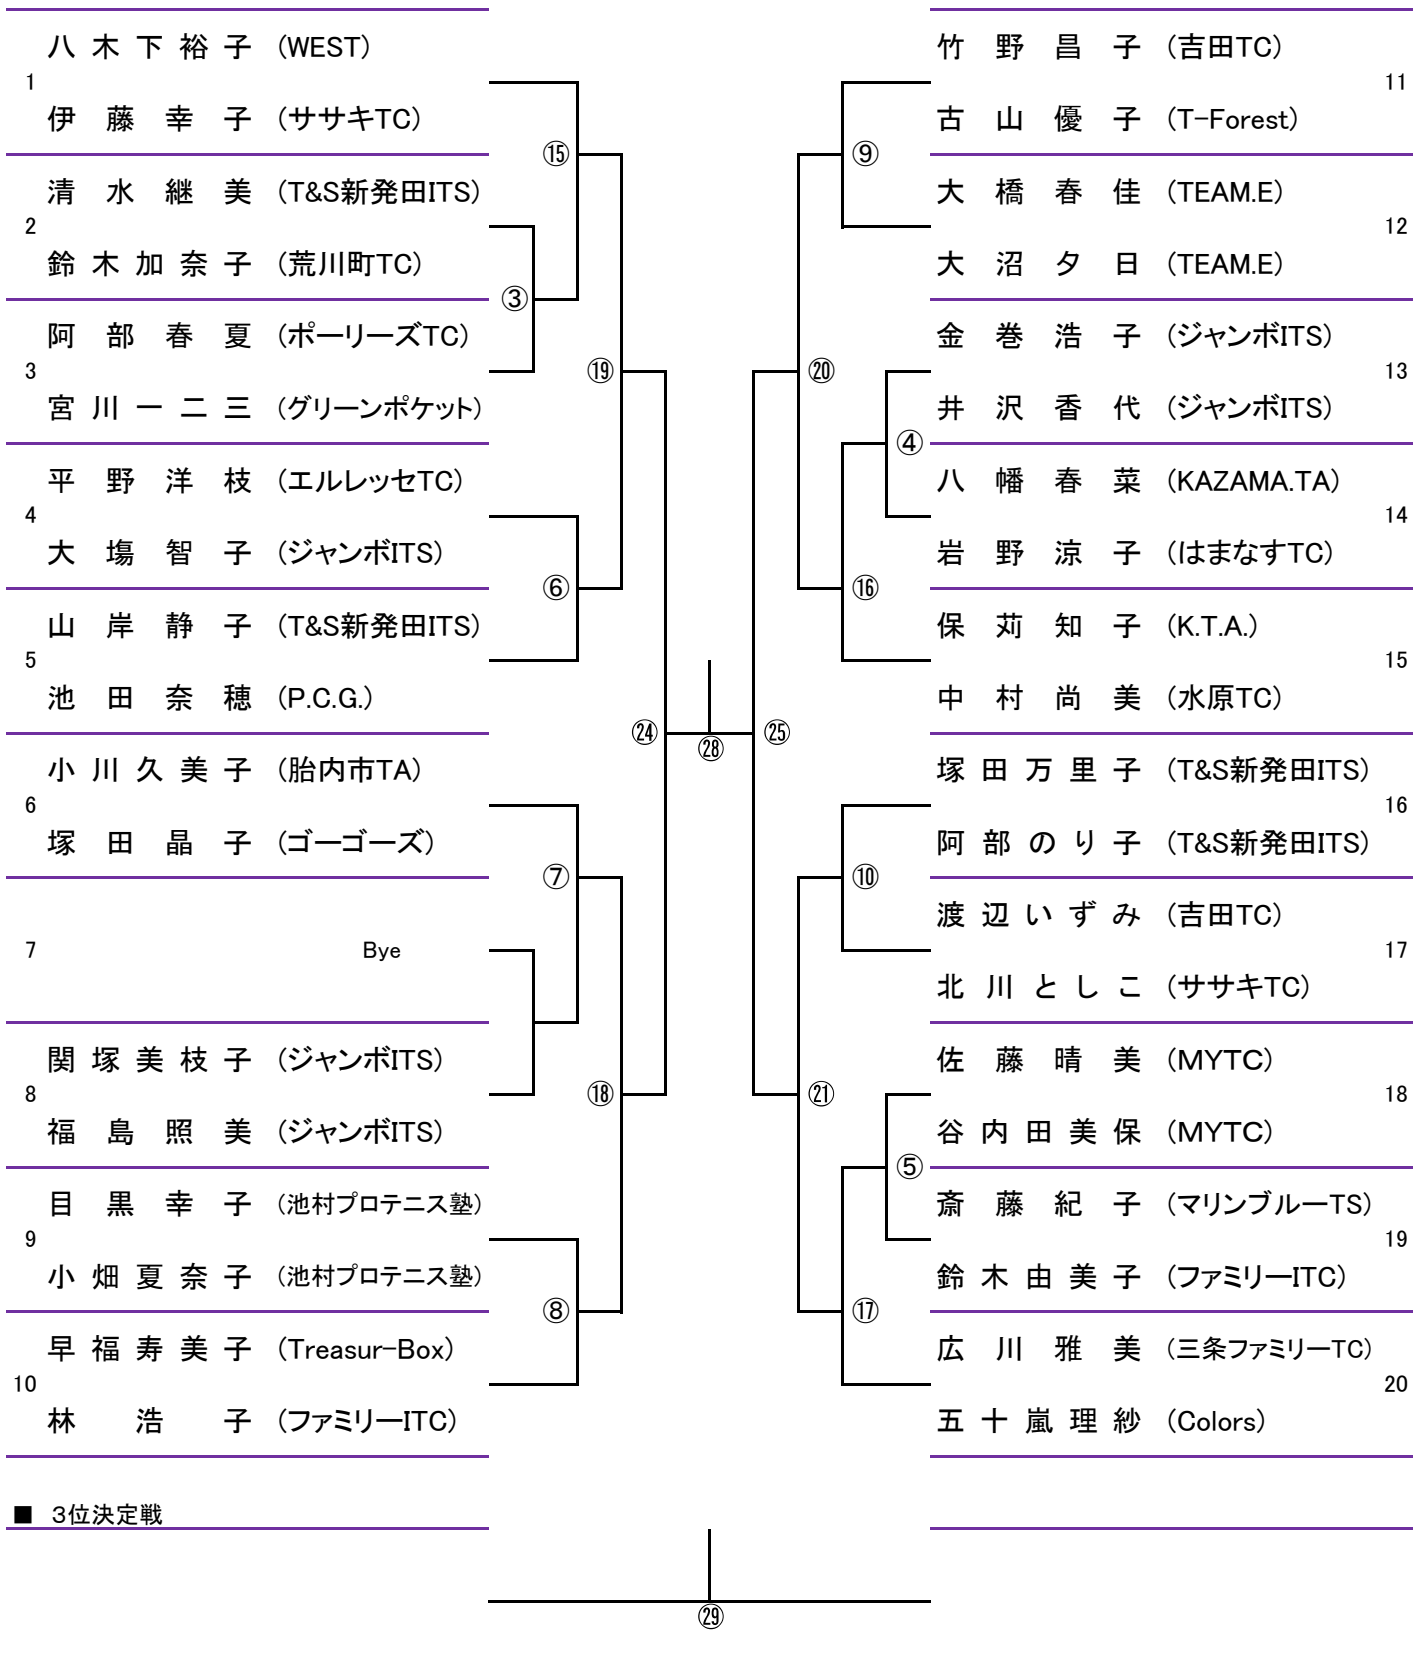 八木下裕子 (WEST)
1
伊藤幸子 (ササキTC)
⑮
清水継美 (T&S新発田ITS)
2
鈴木加奈子 (荒川町TC)
③
阿部春夏 (ポーリーズTC)
3
宮川一二三 (グリーンポケット)
⑲
平野洋枝 (エルレッセTC)
4
大塲智子 (ジャンボITS)
⑥
山岸静子 (T&S新発田ITS)
5
池田奈穂 (P.C.G.)
㉔
小川久美子 (胎内市TA)
6
塚田晶子 (ゴーゴーズ)
⑦
7 Bye
関塚美枝子 (ジャンボITS)
8
福島照美 (ジャンボITS)
⑱
目黒幸子 (池村プロテニス塾)
9
小畑夏奈子 (池村プロテニス塾)
⑧
早福寿美子 (Treasur-Box)
10
林浩子 (ファミリーITC)
㉘
竹野昌子 (吉田TC)
11
古山優子 (T-Forest)
⑨
大橋春佳 (TEAM.E)
12
大沼夕日 (TEAM.E)
金巻浩子 (ジャンボITS)
13
井沢香代 (ジャンボITS)
⑳
④
八幡春菜 (KAZAMA.TA)
14
岩野涼子 (はまなすTC)
⑯
保苅知子 (K.T.A.)
15
中村尚美 (水原TC)
㉕
塚田万里子 (T&S新発田ITS)
16
阿部のり子 (T&S新発田ITS)
⑩
渡辺いずみ (吉田TC)
17
北川としこ (ササキTC)
佐藤晴美 (MYTC)
18
谷内田美保 (MYTC)
㉑
⑤
斎藤紀子 (マリンブルーTS)
19
鈴木由美子 (ファミリーITC)
⑰
広川雅美 (三条ファミリーTC)
20
五十嵐理紗 (Colors)
■ 3位決定戦
㉙